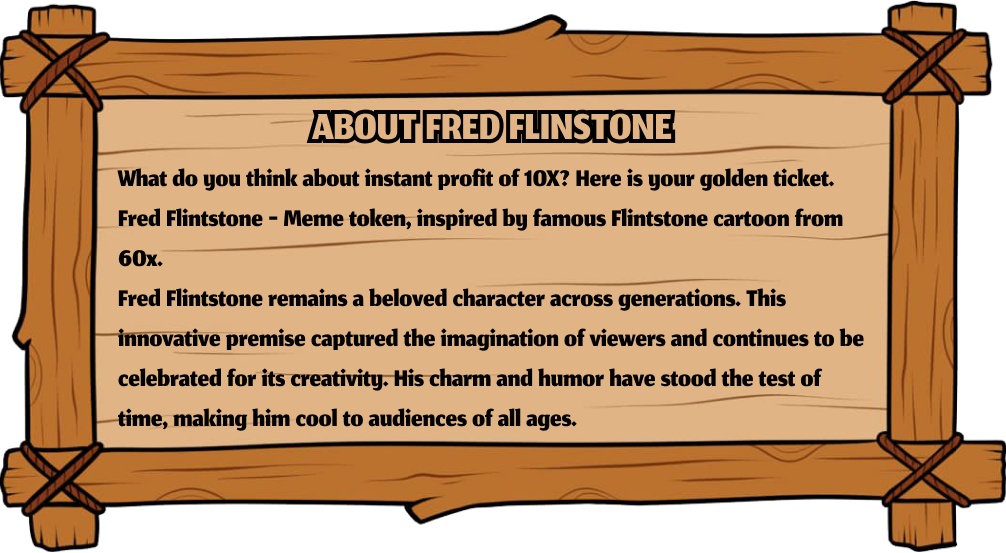 ABOUT FRED FLINSTONE
What do you think about instant profit of 10X? Here is your golden ticket.
Fred Flintstone - Meme token, inspired by famous Flintstone cartoon from
60x.
Fred Flintstone remains a beloved character across generations. This
innovative premise captured the imagination of viewers and continues to be
celebrated for its creativity. His charm and humor have stood the test of
time, making him cool to audiences of all ages.